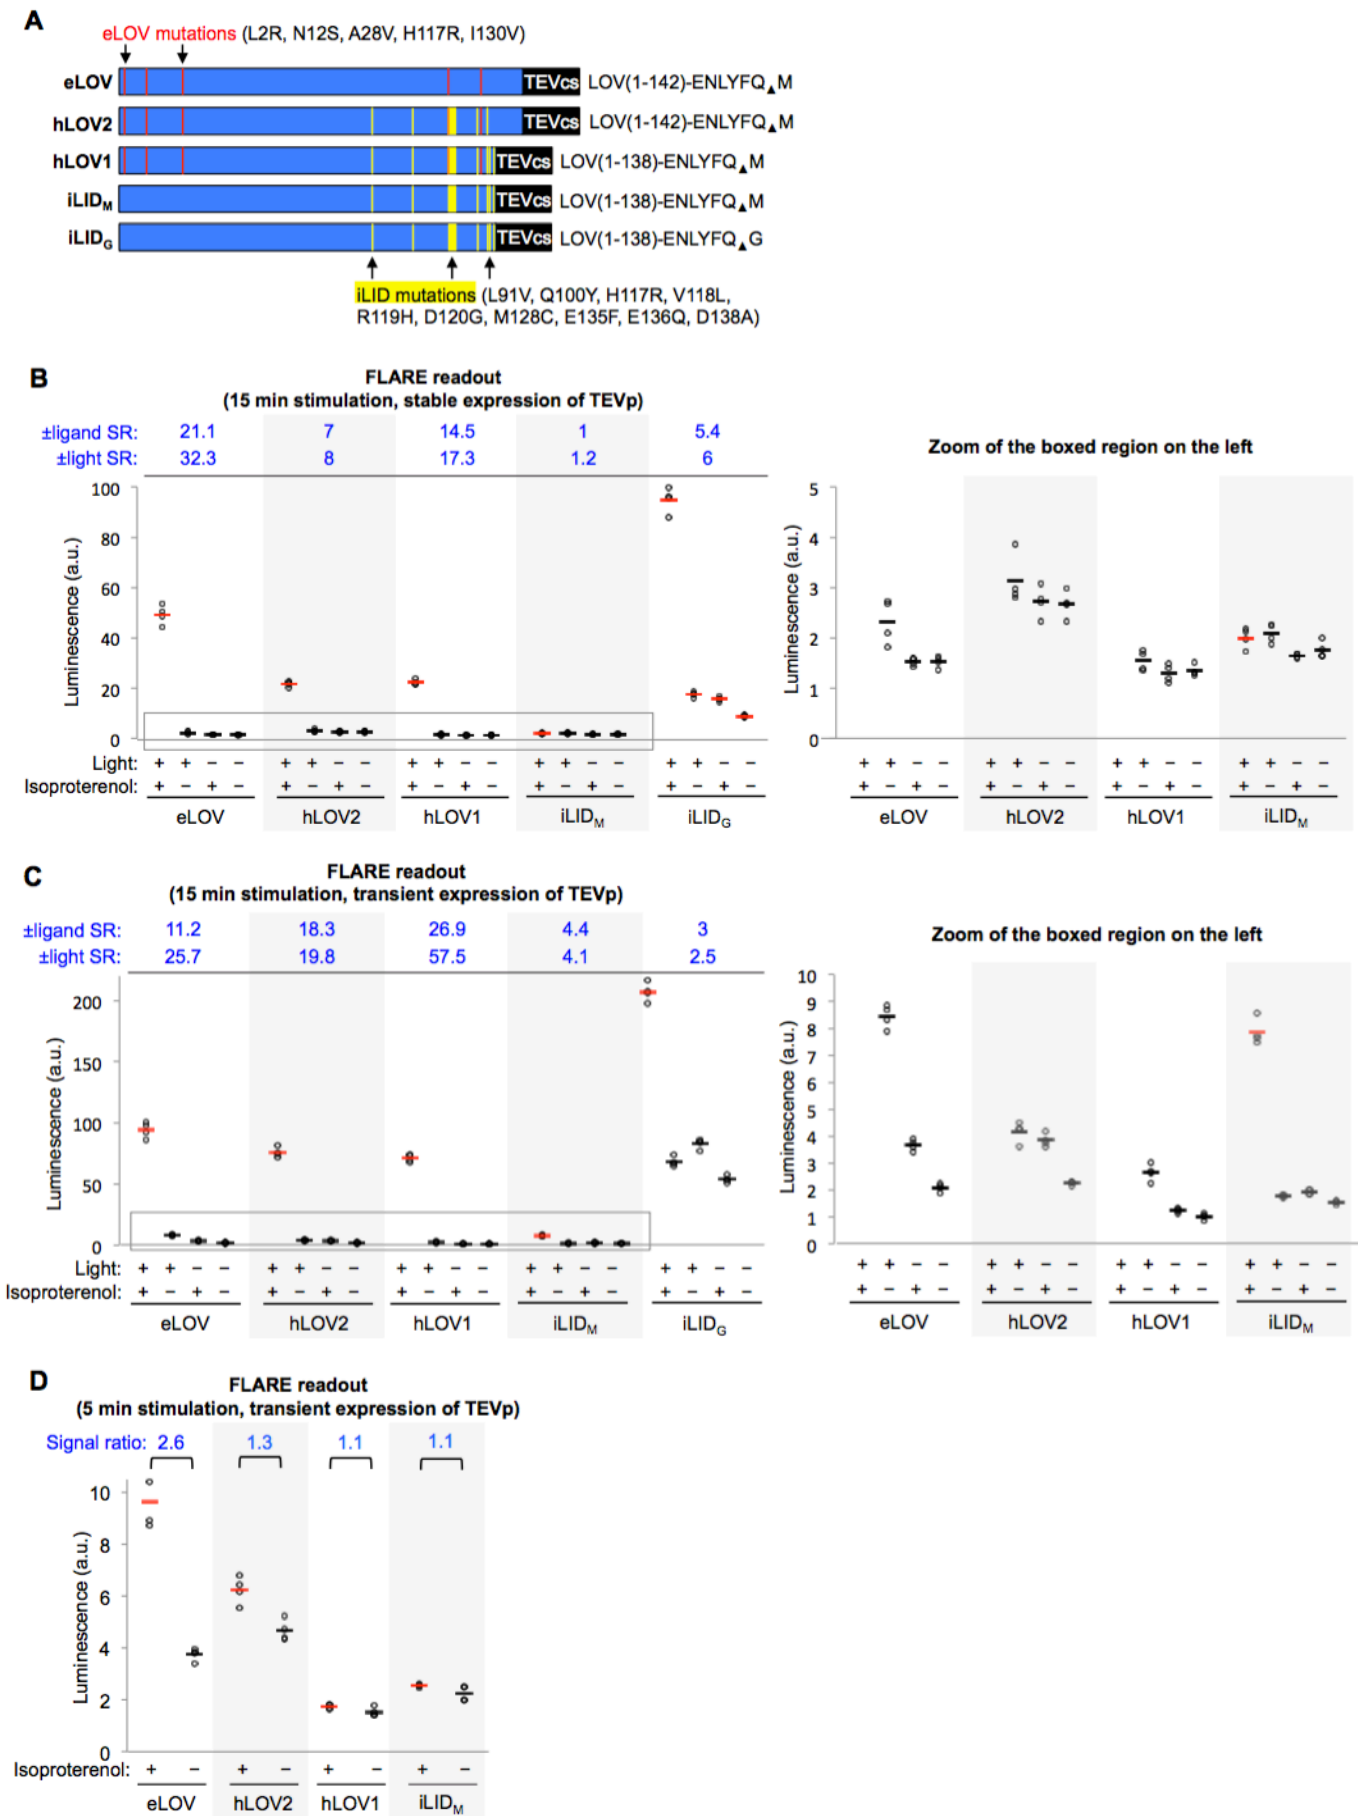 A
eLOV mutations (L2R, N12S, A28V, H117R, I130V)
eLOV TEVcs LOV(1-142)-ENLYFQ▲M
hLOV2 TEVcs LOV(1-142)-ENLYFQ▲M
hLOV1 TEVcs LOV(1-138)-ENLYFQ▲M
iLIDM TEVcs LOV(1-138)-ENLYFQ▲M
iLIDG TEVcs LOV(1-138)-ENLYFQ▲G
iLID mutations (L91V, Q100Y, H117R, V118L,
R119H, D120G, M128C, E135F, E136Q, D138A)
B
FLARE readout
(15 min stimulation, stable expression of TEVp)
±ligand SR: 21.1 7 14.5 1 5.4
±light SR: 32.3 8 17.3 1.2 6
Luminescence (a.u.)
100
80
60
40
20
0
Light: + + − − + + − − + + − − + + − − + + − −
Isoproterenol: + − + − + − + − + − + − + − + − + − + −
eLOV hLOV2 hLOV1 iLIDM iLIDG
Zoom of the boxed region on the left
Luminescence (a.u.)
5
4
3
2
1
0
+ + − − + + − − + + − − + + − −
+ − + − + − + − + − + − + − + −
eLOV hLOV2 hLOV1 iLIDM
C
FLARE readout
(15 min stimulation, transient expression of TEVp)
±ligand SR: 11.2 18.3 26.9 4.4 3
±light SR: 25.7 19.8 57.5 4.1 2.5
Luminescence (a.u.)
200
150
100
50
0
Light: + + − − + + − − + + − − + + − − + + − −
Isoproterenol: + − + − + − + − + − + − + − + − + − + −
eLOV hLOV2 hLOV1 iLIDM iLIDG
Zoom of the boxed region on the left
Luminescence (a.u.)
10
9
8
7
6
5
4
3
2
1
0
+ + − − + + − − + + − − + + − −
+ − + − + − + − + − + − + − + −
eLOV hLOV2 hLOV1 iLIDM
D
FLARE readout
(5 min stimulation, transient expression of TEVp)
Signal ratio: 2.6 1.3 1.1 1.1
Luminescence (a.u.)
10
8
6
4
2
0
Isoproterenol: + − + − + − + −
eLOV hLOV2 hLOV1 iLIDM